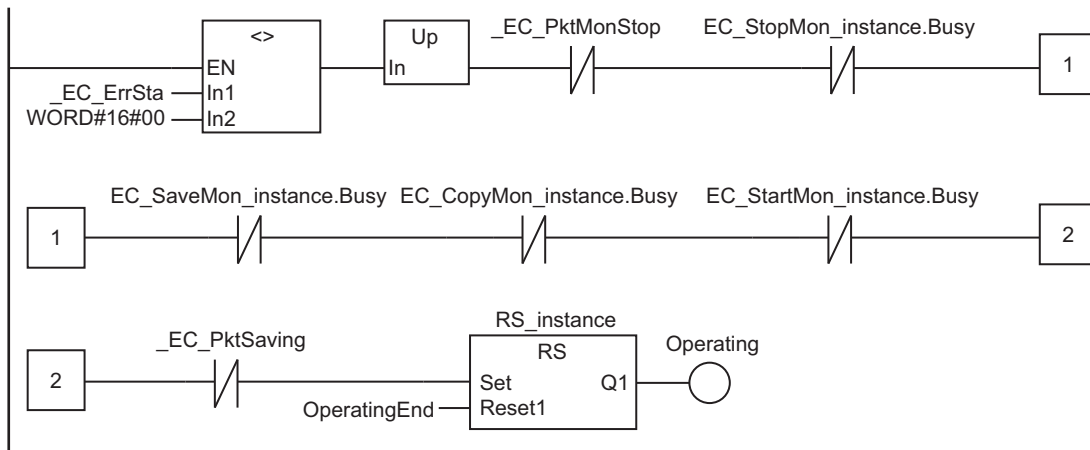 <> Up _EC_PktMonStop EC_StopMon_instance.Busy
EN In 1
_EC_ErrSta In1
WORD#16#00 In2
EC_SaveMon_instance.Busy EC_CopyMon_instance.Busy EC_StartMon_instance.Busy
1 2
RS_instance
_EC_PktSaving RS Operating
2 Set Q1
OperatingEnd Reset1